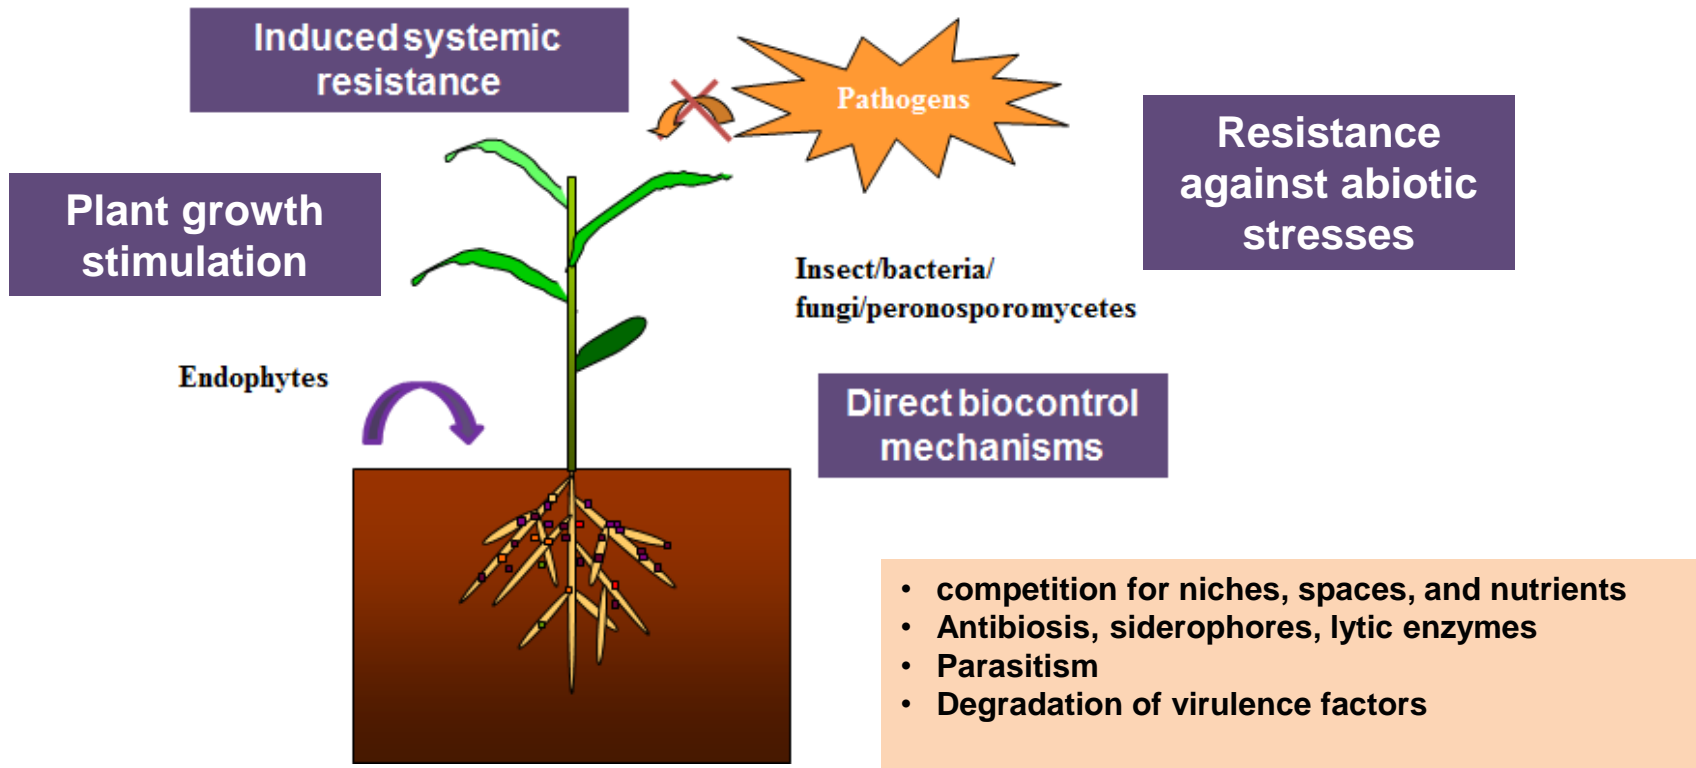 Induced systemic
resistance
Pathogens
Resistance
against abiotic
stresses
Plant growth
stimulation
Insect/bacteria/
fungi/peronosporomycetes
Endophytes
Direct biocontrol
mechanisms
• competition for niches, spaces, and nutrients
• Antibiosis, siderophores, lytic enzymes
• Parasitism
• Degradation of virulence factors